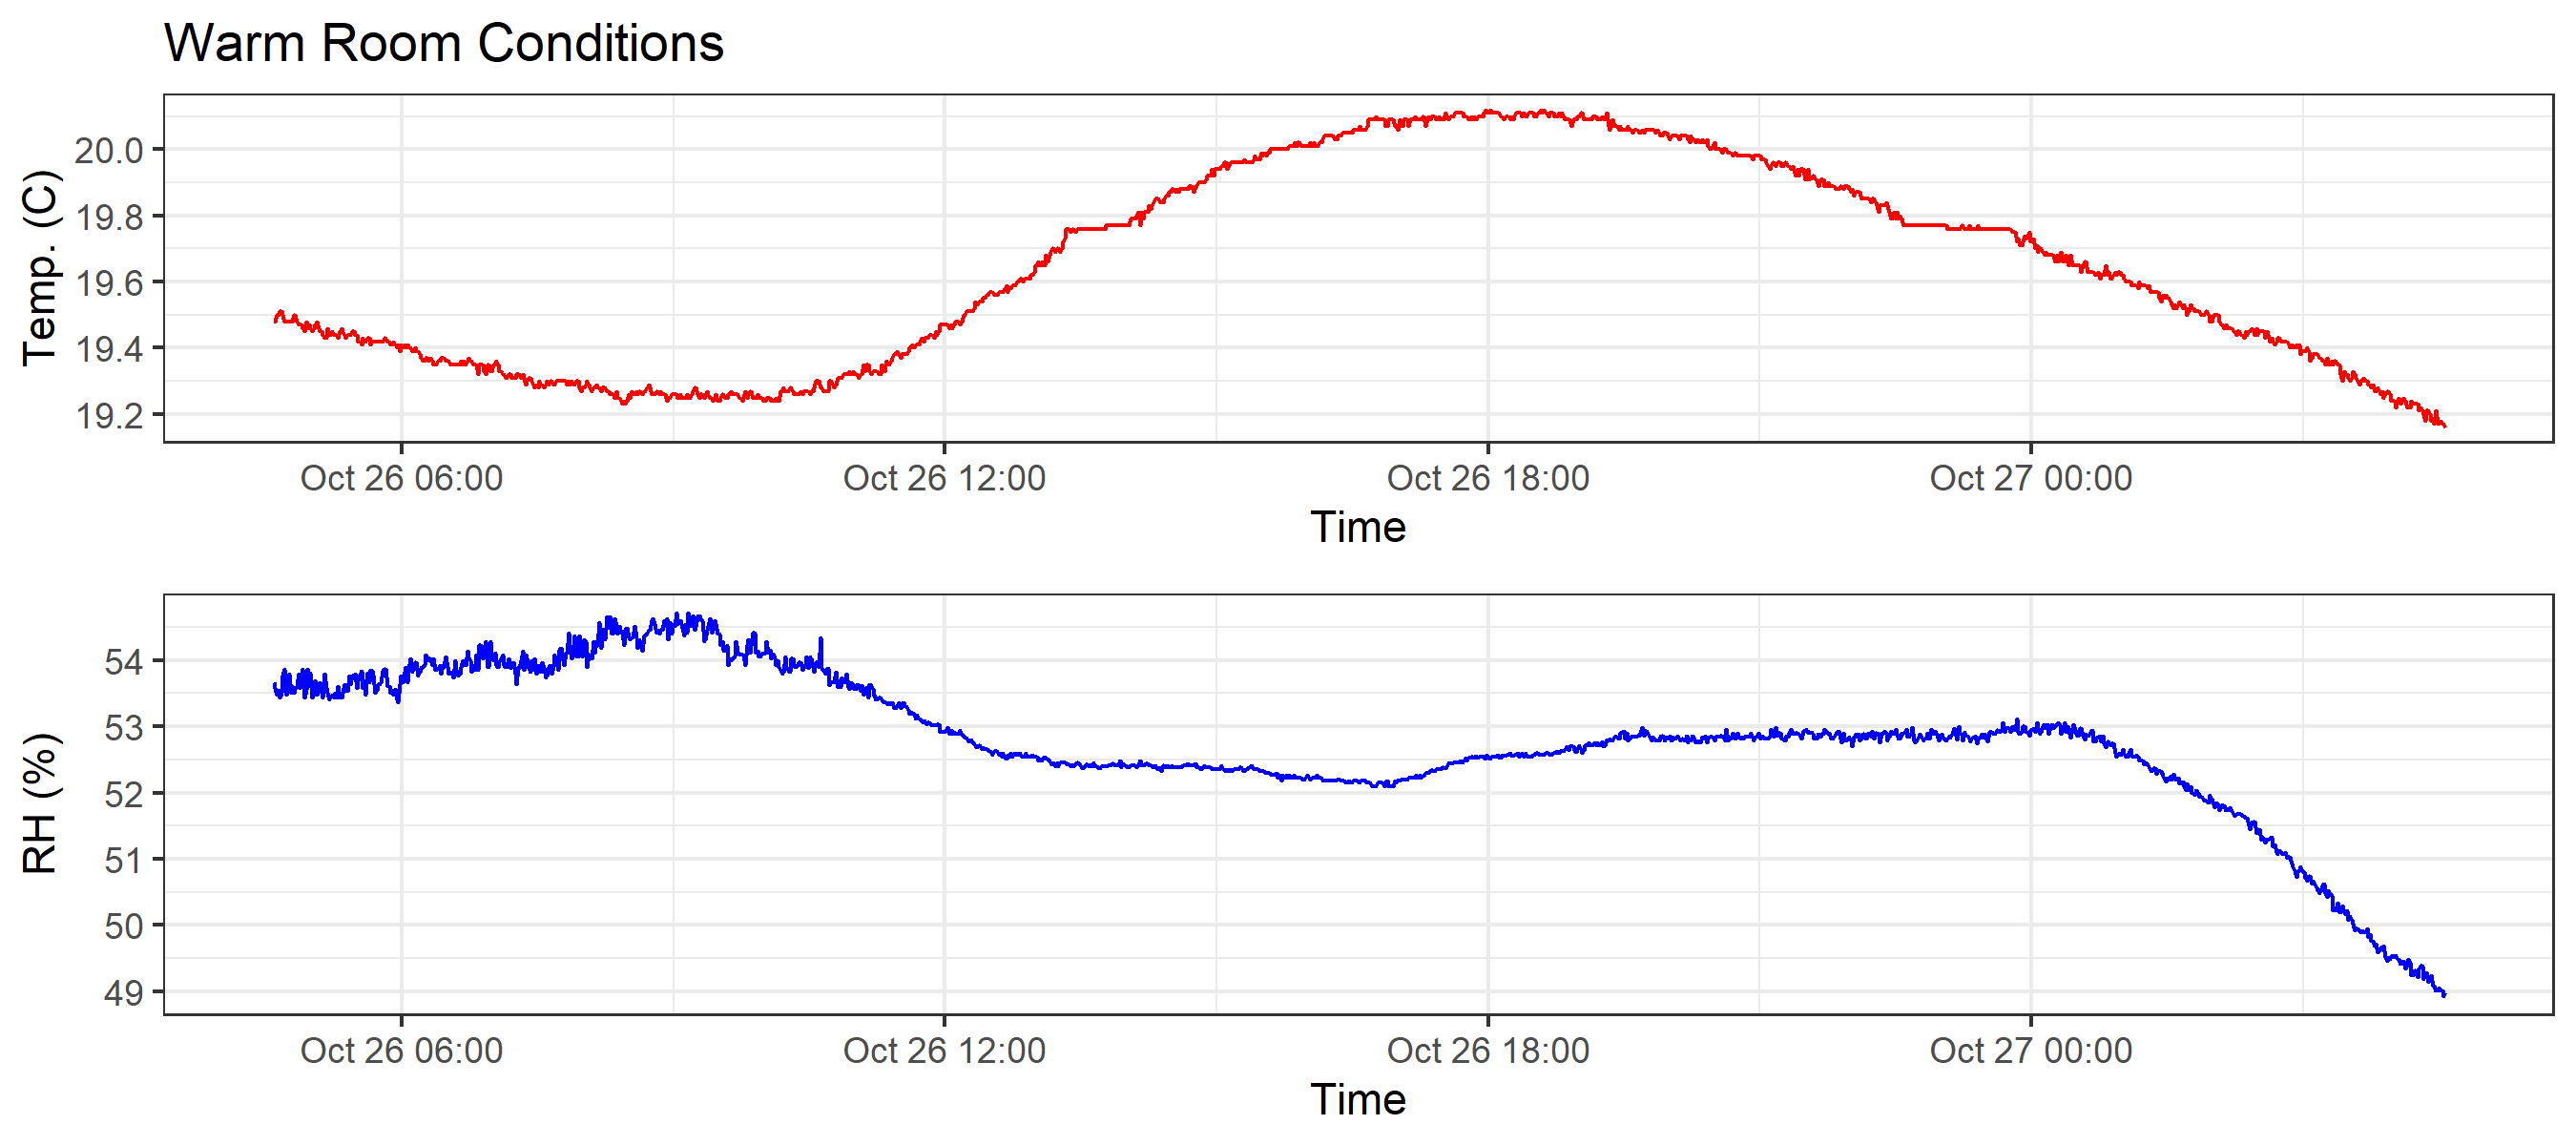 Warm Room Conditions
Temp. (C)
20.0
19.8
19.6
19.4
19.2
Oct 26 06:00 Oct 26 12:00 Oct 26 18:00 Oct 27 00:00
Time
RH (%)
54
53
52
51
50
49
Oct 26 06:00 Oct 26 12:00 Oct 26 18:00 Oct 27 00:00
Time